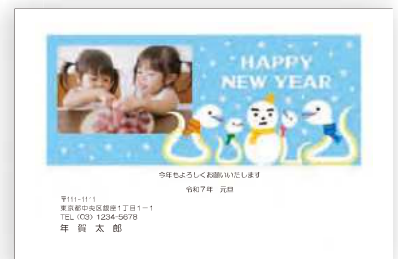 HAPPY
NEW YEAR
今年もよろしくお願いいたします
令和7年 元旦
〒111-1111
東京都中央区銀座1丁目1-1
TEL (03) 1234-5678
年 賀 太 郎